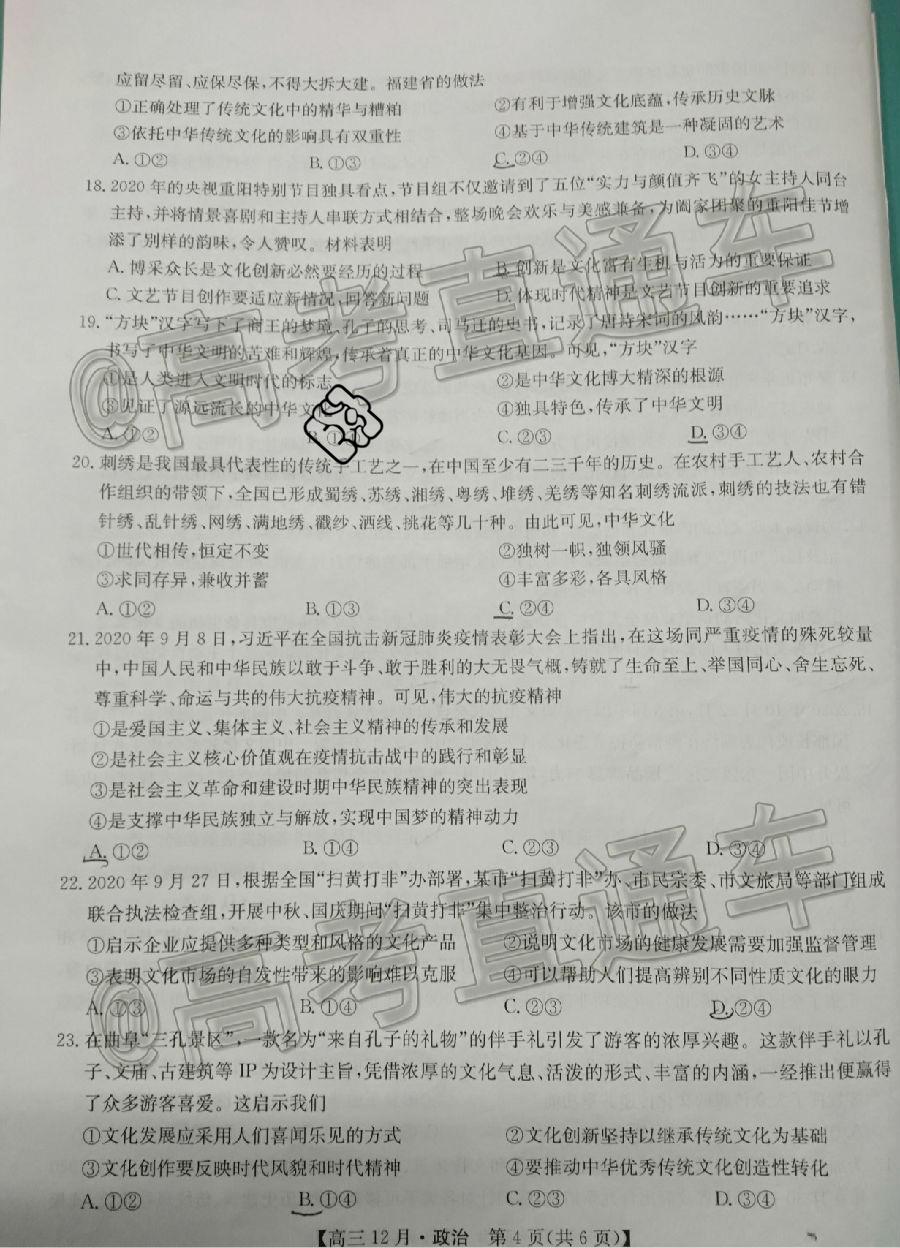 应留尽留、应保尽保,不得大拆大建。福建省的做法
①正确处理了传统文化中的精华与糟粕 ②有利于增强文化底蕴,传承历史文脉
③依托中华传统文化的影响具有双重性 ④基于中华传统建筑是一种凝固的艺术
A.①② B.①③ C.②④ D.③④
18. 2020年的央视重阳特别节目独具看点,节目组不仅邀请到了五位“实力与颜值齐飞”的女主持人同台
主持,并将情景喜剧和主持人串联方式相结合,整场晚会欢乐与美感兼备,为阖家团聚的重阳佳节增
添了别样的韵味,令人赞叹。材料表明
A.博采众长是文化创新必然要经历的过程 B.创新是文化富有生机与活力的重要保证
C.文艺节目创作要适应新情况,回答新问题 D.体现时代精神是文艺节目创新的重要追求
19.“方块”汉字写下了商王的梦境、孔子的思考、司马迁的史书,记录了唐诗宋词的风韵……“方块”汉字,
书写了中华文明的苦难和辉煌,传承着真正的中华文化基因。可见,“方块”汉字
①是人类进入文明时代的标志 ②是中华文化博大精深的根源
③见证了源远流长的中华文 ④独具特色,传承了中华文明
A.①② B. C.②③ D.③④
20.刺绣是我国最具代表性的传统手工艺之一,在中国至少有二三千年的历史。在农村手工艺人、农村合
作组织的带领下,全国已形成蜀绣、苏绣、湘绣、粤绣、堆绣、羌绣等知名刺绣流派,刺绣的技法也有错
针绣、乱针绣、网绣、满地绣、戳纱、洒线、挑花等几十种。由此可见,中华文化
①世代相传,恒定不变 ②独树一帜,独领风骚
③求同存异,兼收并蓄 ④丰富多彩,各具风格
A.①② B.①③ C.②④ D.③④
21. 2020年9月8日,习近平在全国抗击新冠肺炎疫情表彰大会上指出,在这场同严重疫情的殊死较量
中,中国人民和中华民族以敢于斗争、敢于胜利的大无畏气概,铸就了生命至上、举国同心、舍生忘死、
尊重科学、命运与共的伟大抗疫精神。可见,伟大的抗疫精神
①是爱国主义、集体主义、社会主义精神的传承和发展
②是社会主义核心价值观在疫情抗击战中的践行和彰显
③是社会主义革命和建设时期中华民族精神的突出表现
④是支撑中华民族独立与解放,实现中国梦的精神动力
A.①② B.①④ C.②③ D.③④
22. 2020年9月27日,根据全国“扫黄打非”办部署,某市“扫黄打非”办、市民宗委、市文旅局等部门组成
联合执法检查组,开展中秋、国庆期间“扫黄打非”集中整治行动。该市的做法
①启示企业应提供多种类型和风格的文化产品 ②说明文化市场的健康发展需要加强监督管理
③表明文化市场的自发性带来的影响难以克服 ④可以帮助人们提高辨别不同性质文化的眼力
A.①③ B.①④ C.②③ D.②④
23.在曲阜“三孔景区”,一款名为“来自孔子的礼物”的伴手礼引发了游客的浓厚兴趣。这款伴手礼以孔
子、文庙、古建筑等IP为设计主旨,凭借浓厚的文化气息、活泼的形式、丰富的内涵,一经推出便赢得
了众多游客喜爱。这启示我们
①文化发展应采用人们喜闻乐见的方式 ②文化创新坚持以继承传统文化为基础
③文化创作要反映时代风貌和时代精神 ④要推动中华优秀传统文化创造性转化
A.①② B.①④ C.②③ D.③④
【高三12月·政治 第4页(共6页)】
@高考直通车
@高考直通车